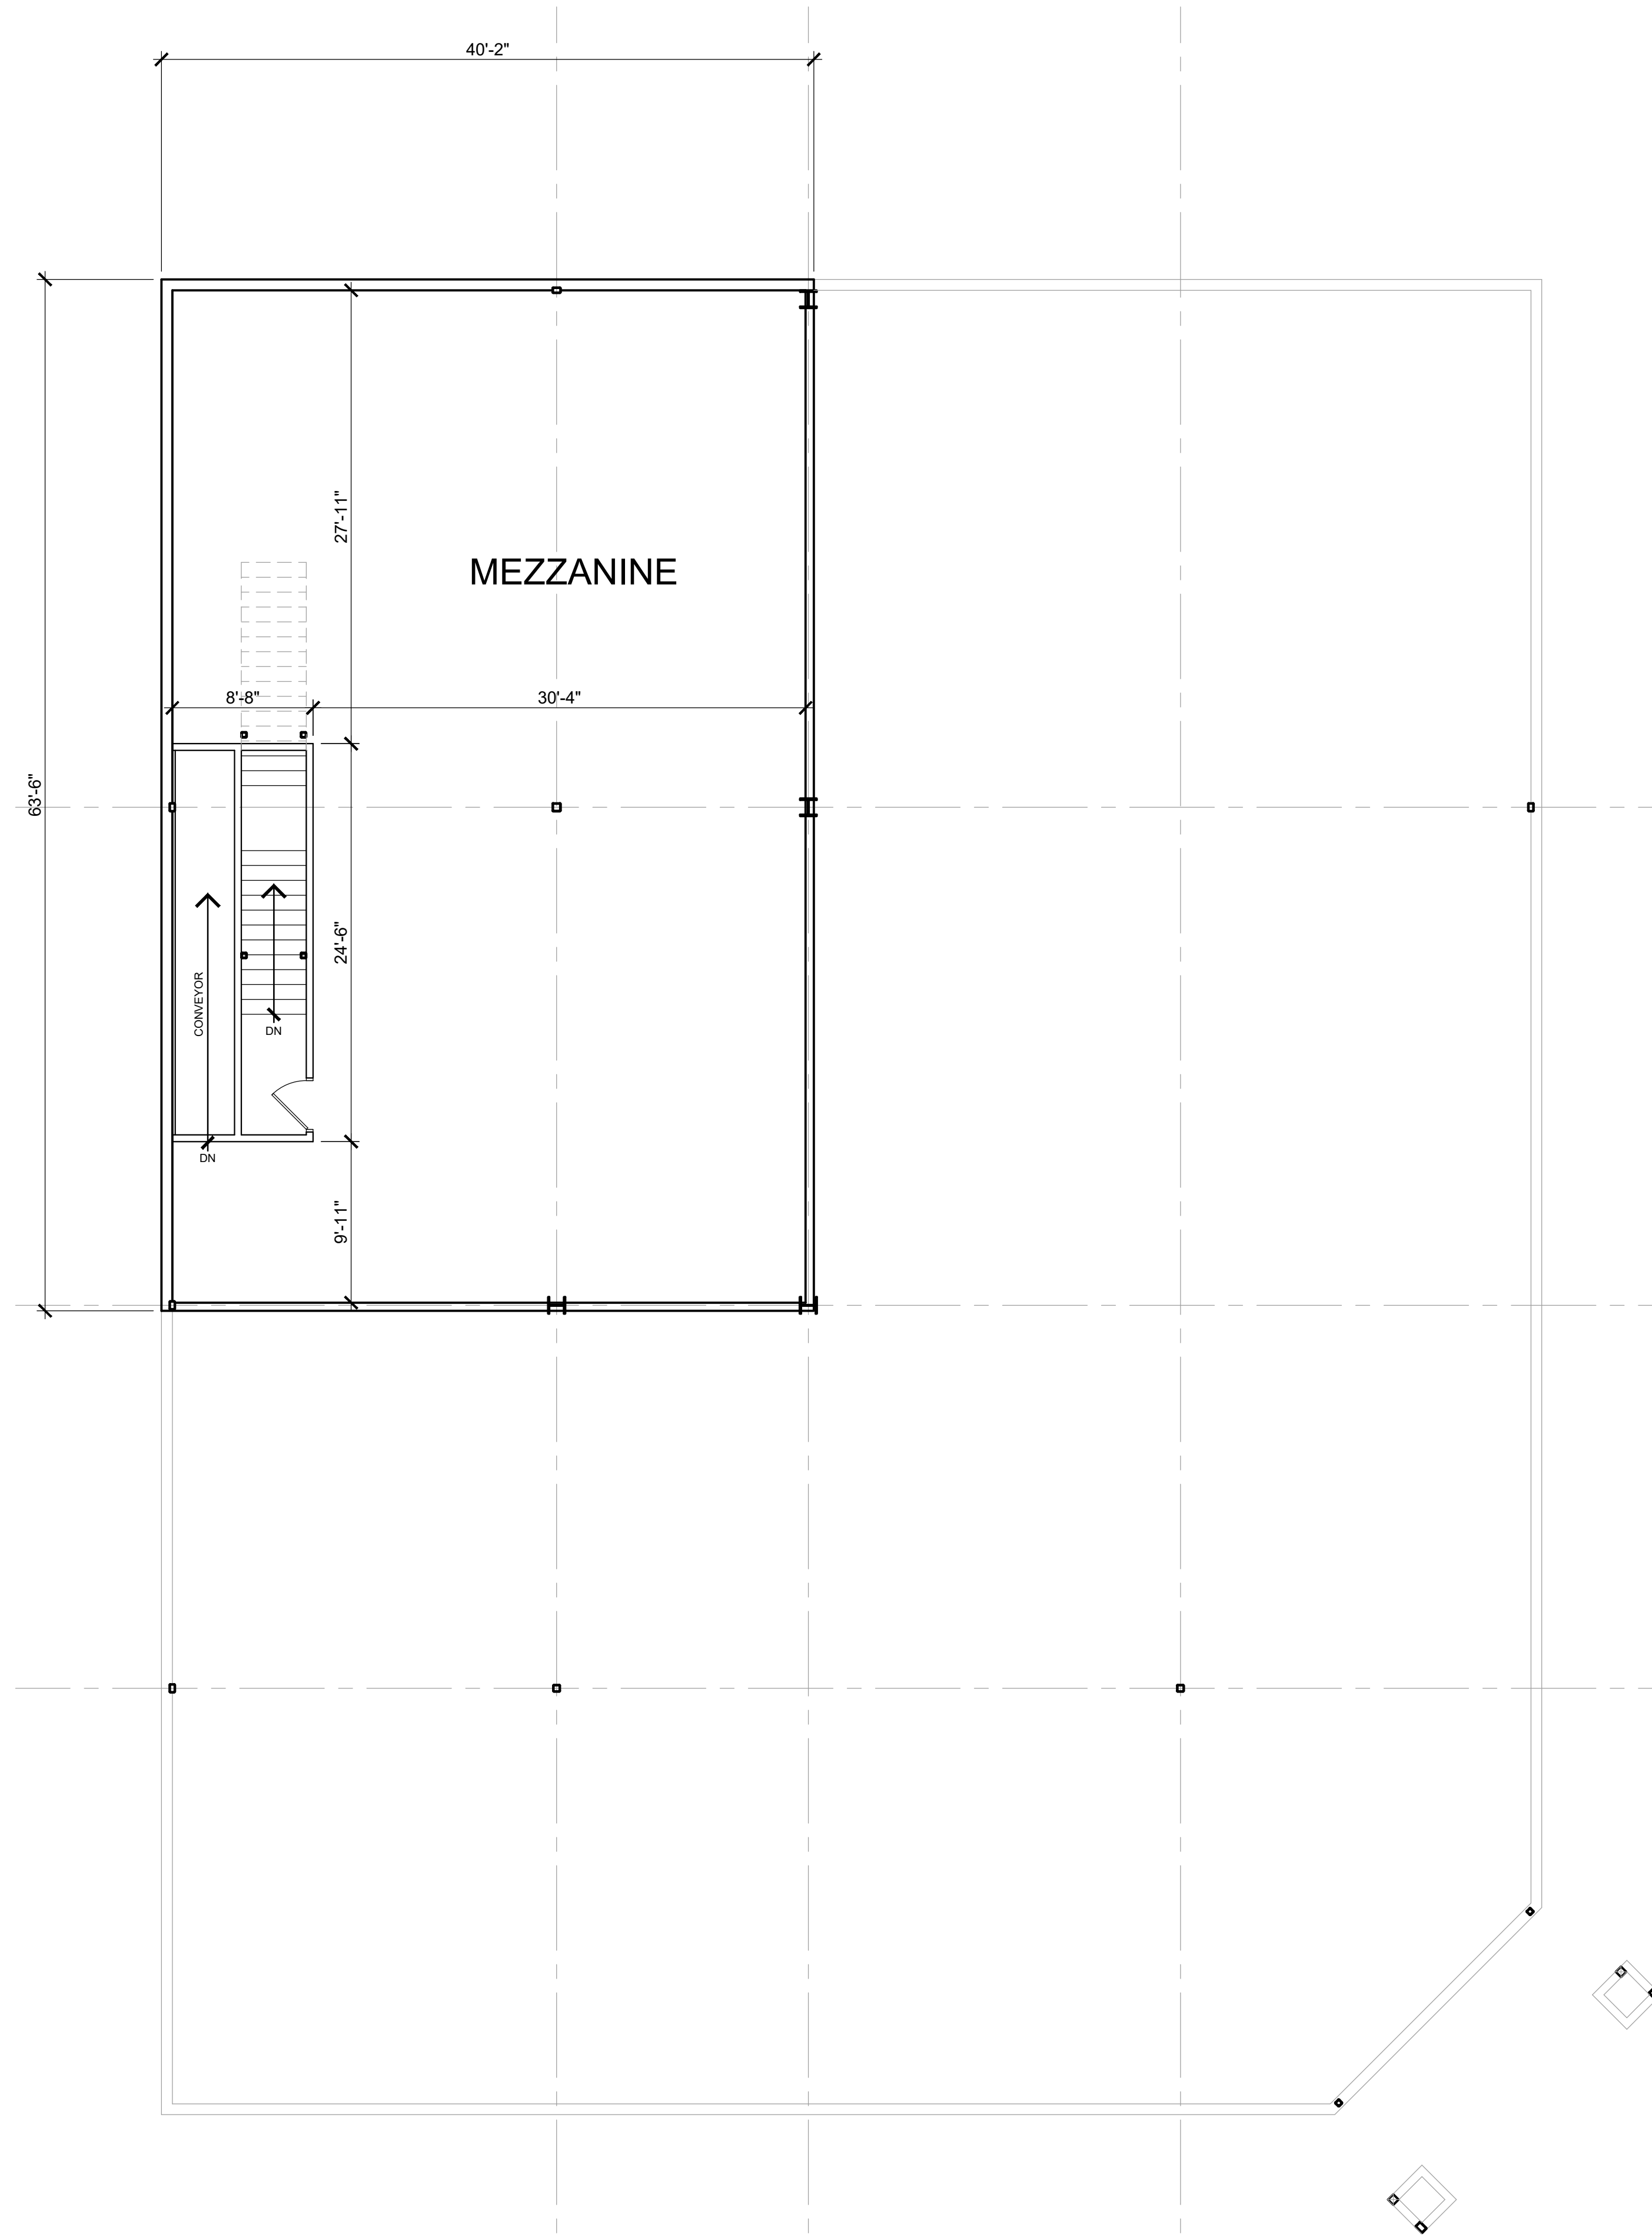 40'-2"
27'-11"
MEZZANINE
8'-8"
30'-4"
63'-6"
24'-6"
CONVEYOR
DN
DN
9'-11"